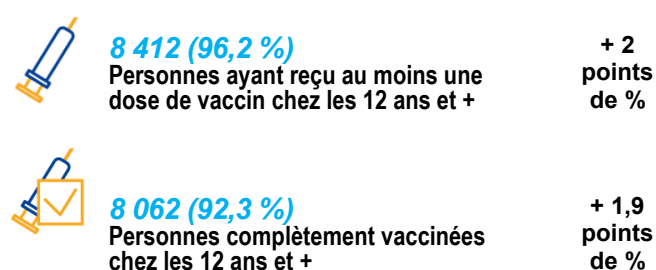 8 412 (96,2 %)
Personnes ayant reçu au moins une
dose de vaccin chez les 12 ans et +
+ 2
points
de %
8 062 (92,3 %)
Personnes complètement vaccinées
chez les 12 ans et +
+ 1,9
points
de %